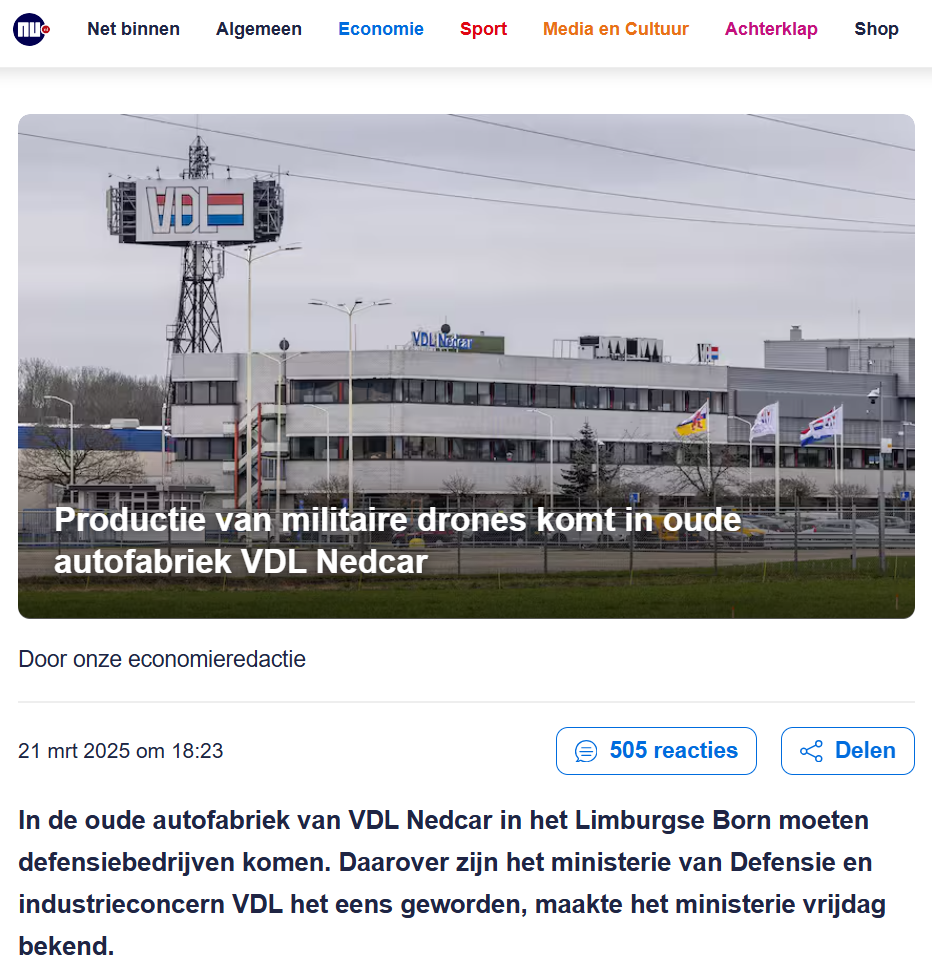 NU
Net binnen Algemeen Economie Sport Media en Cultuur Achterklap Shop
VDL
VDL Nedcar
Productie van militaire drones komt in oude
autofabriek VDL Nedcar
Door onze economieredactie
21 mrt 2025 om 18:23
505 reacties
Delen
In de oude autofabriek van VDL Nedcar in het Limburgse Born moeten
defensiebedrijven komen. Daarover zijn het ministerie van Defensie en
industrieconcern VDL het eens geworden, maakte het ministerie vrijdag
bekend.